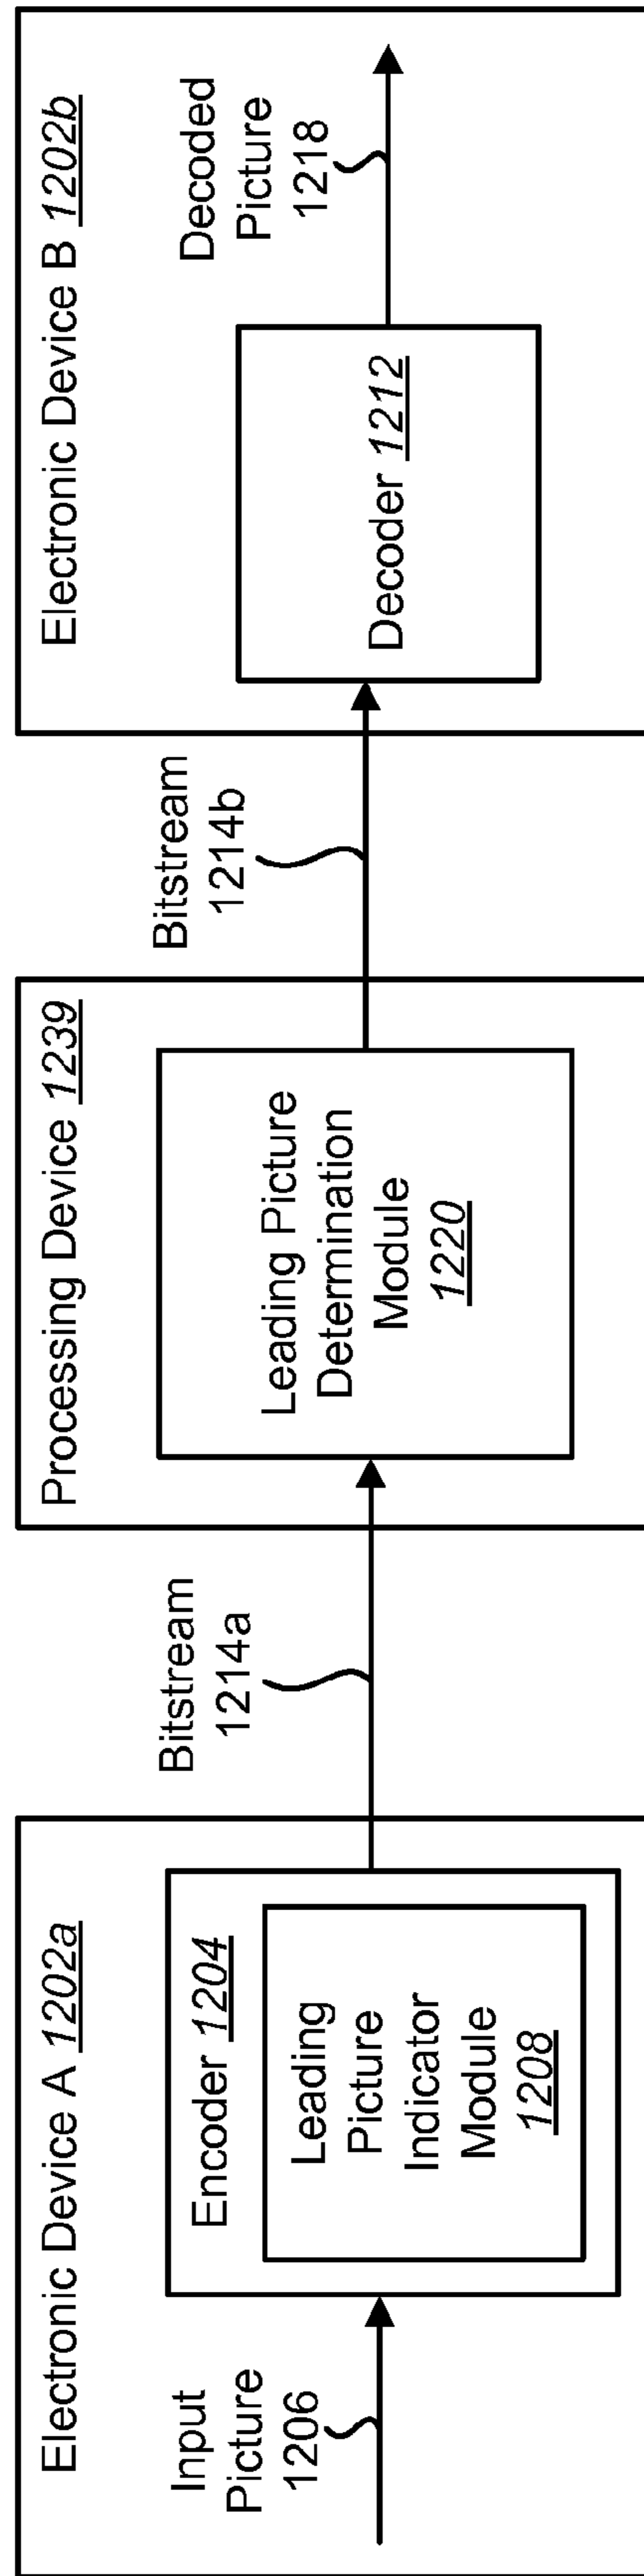 Electronic Device A 1202a
Input
Picture
1206
Encoder 1204
Leading
Picture
Indicator
Module
1208
Bitstream
1214a
Processing Device 1239
Leading Picture
Determination
Module
1220
Bitstream
1214b
Electronic Device B 1202b
Decoder 1212
Decoded
Picture
1218